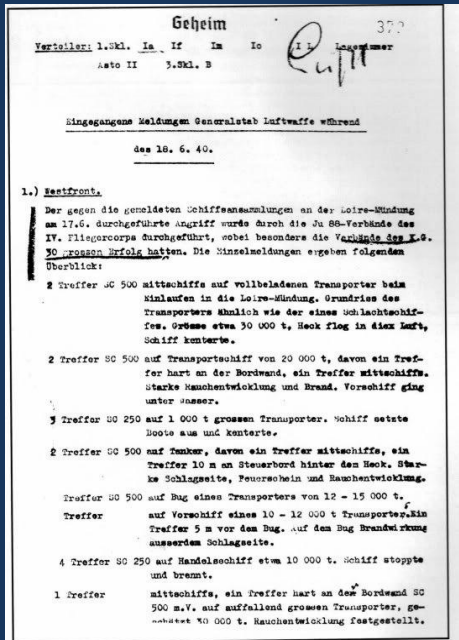 Geheim
373
Verteiler: 1.Skl. Ia If Im Io I L Lagezimmer
Asto II 3.Skl. B
Luft
Eingegangene Meldungen Generalstab Luftwaffe während
des 18. 6. 40.
1.) Westfront.
Der gegen die gemeldeten Schiffsansammlungen an der Loire-Mündung
am 17.6. durchgeführte Angriff wurde durch die Ju 88-Verbände des
IV. Fliegercorps durchgeführt, wobei besonders die Verbände des K.G.
30 grossen Erfolg hatten. Die Einzelmeldungen ergeben folgenden
Überblick:
2 Treffer SC 500 mittschiffs auf vollbeladenen Transporter beim
Einlaufen in die Loire-Mündung. Grundriss des
Transporters ähnlich wie der eines Schlachtschif-
fes. Grösse etwa 30 000 t, Heck flog in die Luft,
Schiff kenterte.
2 Treffer SC 500 auf Transportschiff von 20 000 t, davon ein Tref-
fer hart an der Bordwand, ein Treffer mittschiffs.
Starke Rauchentwicklung und Brand. Vorschiff ging
unter Wasser.
3 Treffer SC 250 auf 1 000 t grossen Transporter. Schiff setzte
Boote aus und kenterte.
2 Treffer SC 500 auf Tanker, davon ein Treffer mittschiffs, ein
Treffer 10 m an Steuerbord hinter dem Heck. Star-
ke Schlagseite, Feuerschein und Rauchentwicklung.
Treffer SC 500 auf Bug eines Transporters von 12 - 15 000 t.
Treffer auf Vorschiff eines 10 - 12 000 t Transporter. Ein
Treffer 5 m vor dem Bug. Auf dem Bug Brandwirkung
ausserdem Schlagseite.
4 Treffer SC 250 auf Handelsschiff etwa 10 000 t. Schiff stoppte
und brennt.
1 Treffer mittschiffs, ein Treffer hart an der Bordwand SC
500 m.V. auf auffallend grossen Transporter, ge-
schätzt 30 000 t. Rauchentwicklung festgestellt.